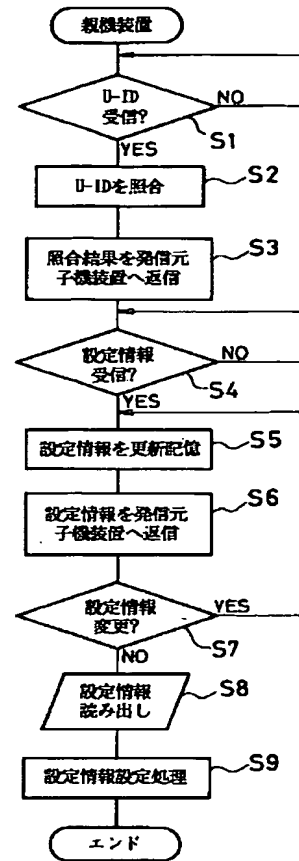 親機装置
U-ID
受信?
NO
S1
YES
S2
U-IDを照合
S3
照合結果を発信元
子機装置へ返信
設定情報
受信?
NO
S4
YES
S5
設定情報を更新記憶
S6
設定情報を発信元
子機装置へ返信
設定情報
変更?
YES
S7
NO
設定情報
読み出し
S8
設定情報設定処理
S9
エンド